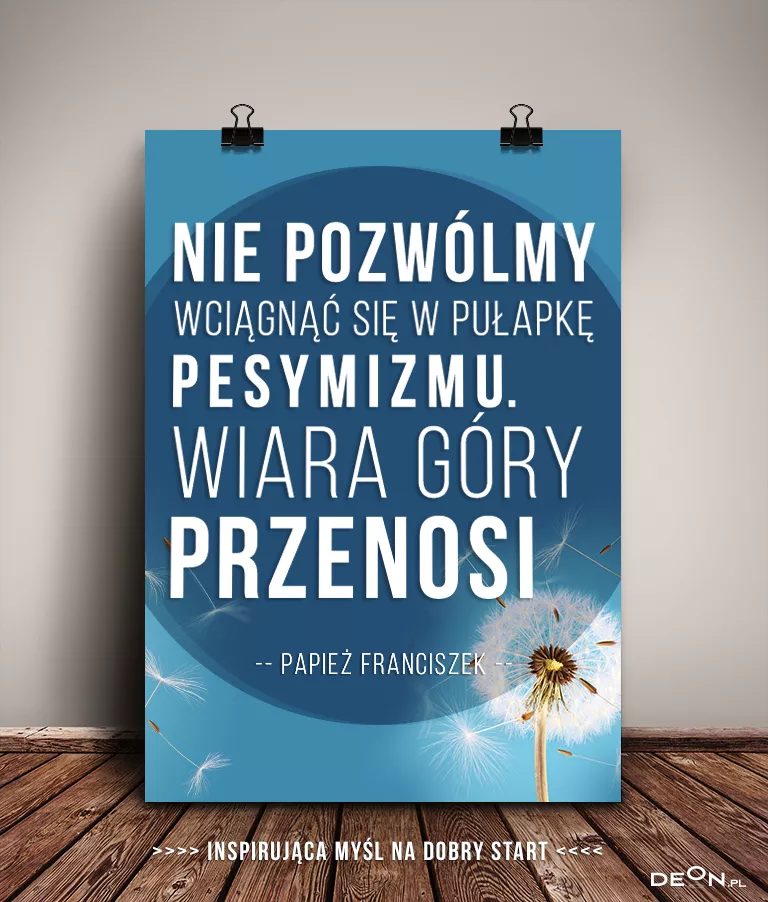 NIE POZWÓLMY
WCIĄGNĄĆ SIĘ W PUŁAPKĘ
PESYMIZMU.
WIARA GÓRY
PRZENOSI
-- PAPIEŻ FRANCISZEK --
>>>> INSPIRUJĄCA MYŚL NA DOBRY START <<<<
DEON.PL